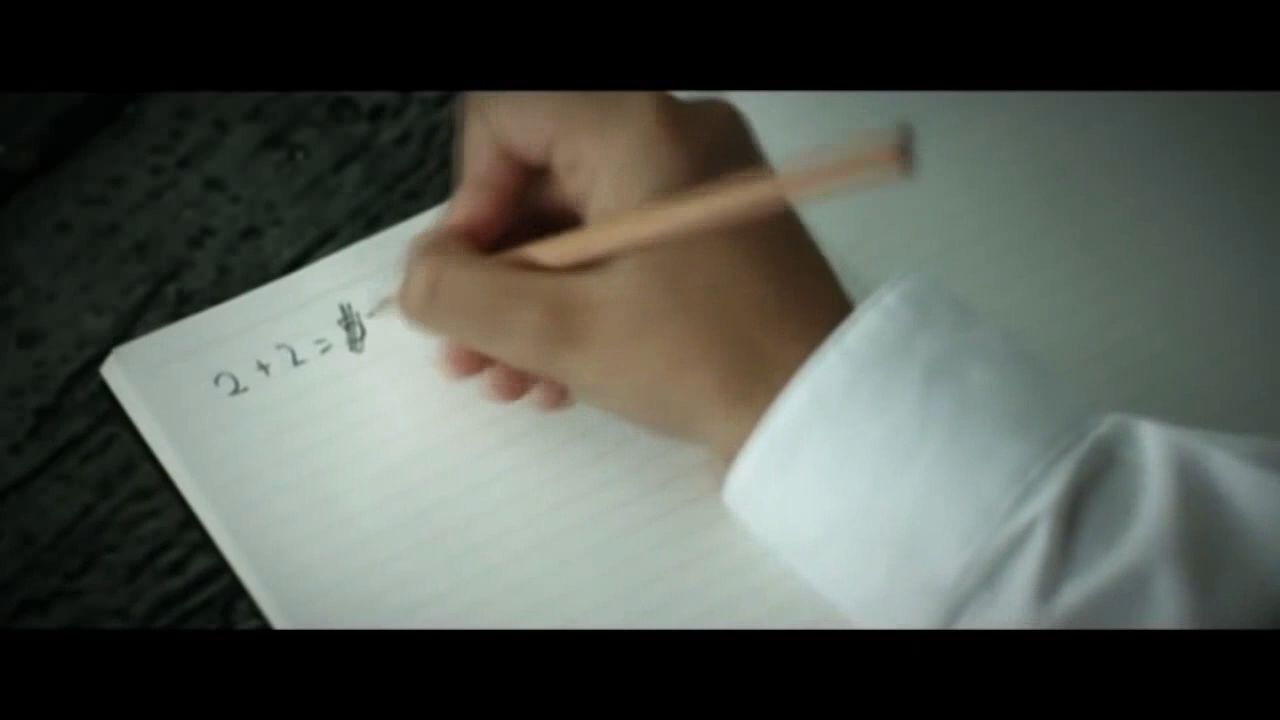 2 + 2 =